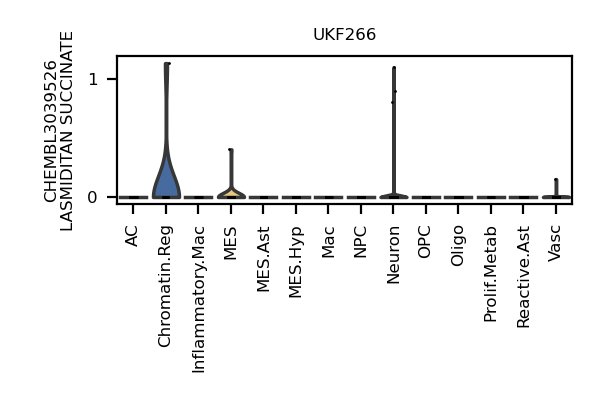 UKF266
CHEMBL3039526
LASMIDITAN SUCCINATE
1
0
AC
Chromatin.Reg
Inflammatory.Mac
MES
MES.Ast
MES.Hyp
Mac
NPC
Neuron
OPC
Oligo
Prolif.Metab
Reactive.Ast
Vasc